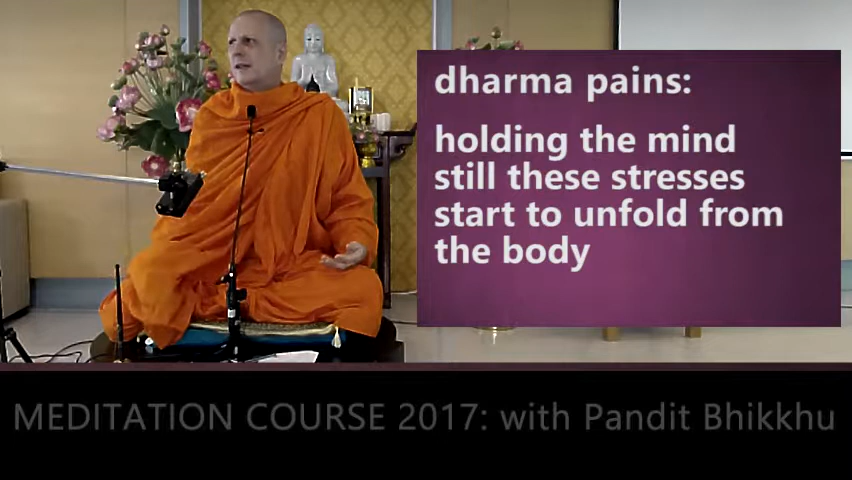 dharma pains:
holding the mind
still these stresses
start to unfold from
the body
MEDITATION COURSE 2017: with Pandit Bhikkhu